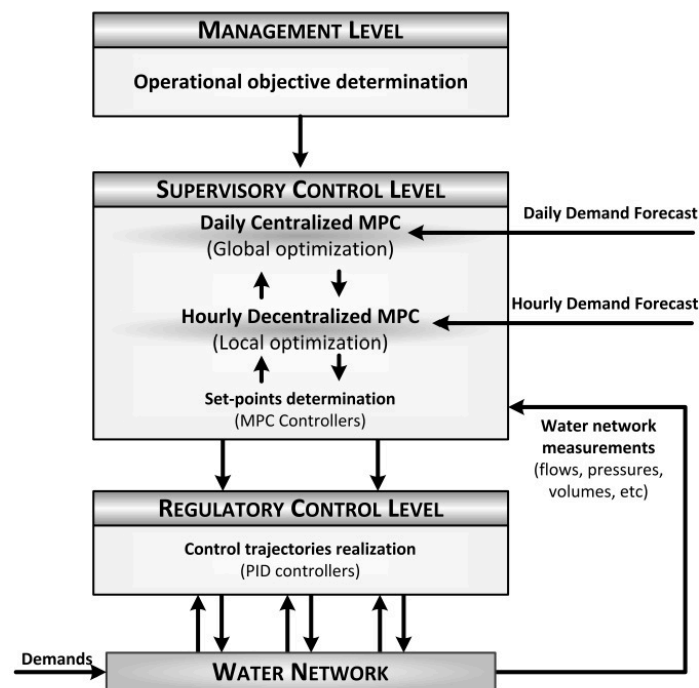 MANAGEMENT LEVEL
Operational objective determination
SUPERVISORY CONTROL LEVEL
Daily Centralized MPC
(Global optimization)
Daily Demand Forecast
Hourly Decentralized MPC
(Local optimization)
Hourly Demand Forecast
Set-points determination
(MPC Controllers)
Water network
measurements
(flows, pressures,
volumes, etc)
REGULATORY CONTROL LEVEL
Control trajectories realization
(PID controllers)
Demands
WATER NETWORK